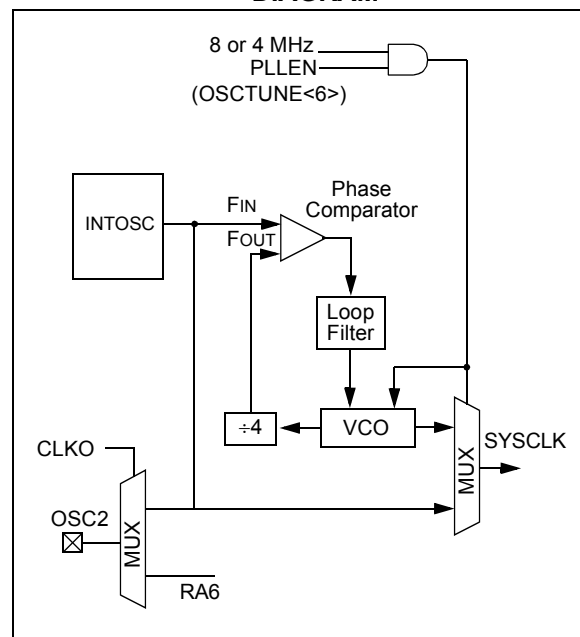 DIAGRAM
8 or 4 MHz
PLLEN
(OSCTUNE<6>)
INTOSC
FIN
FOUT
Phase
Comparator
Loop
Filter
÷4
VCO
MUX
SYSCLK
CLKO
OSC2
MUX
RA6